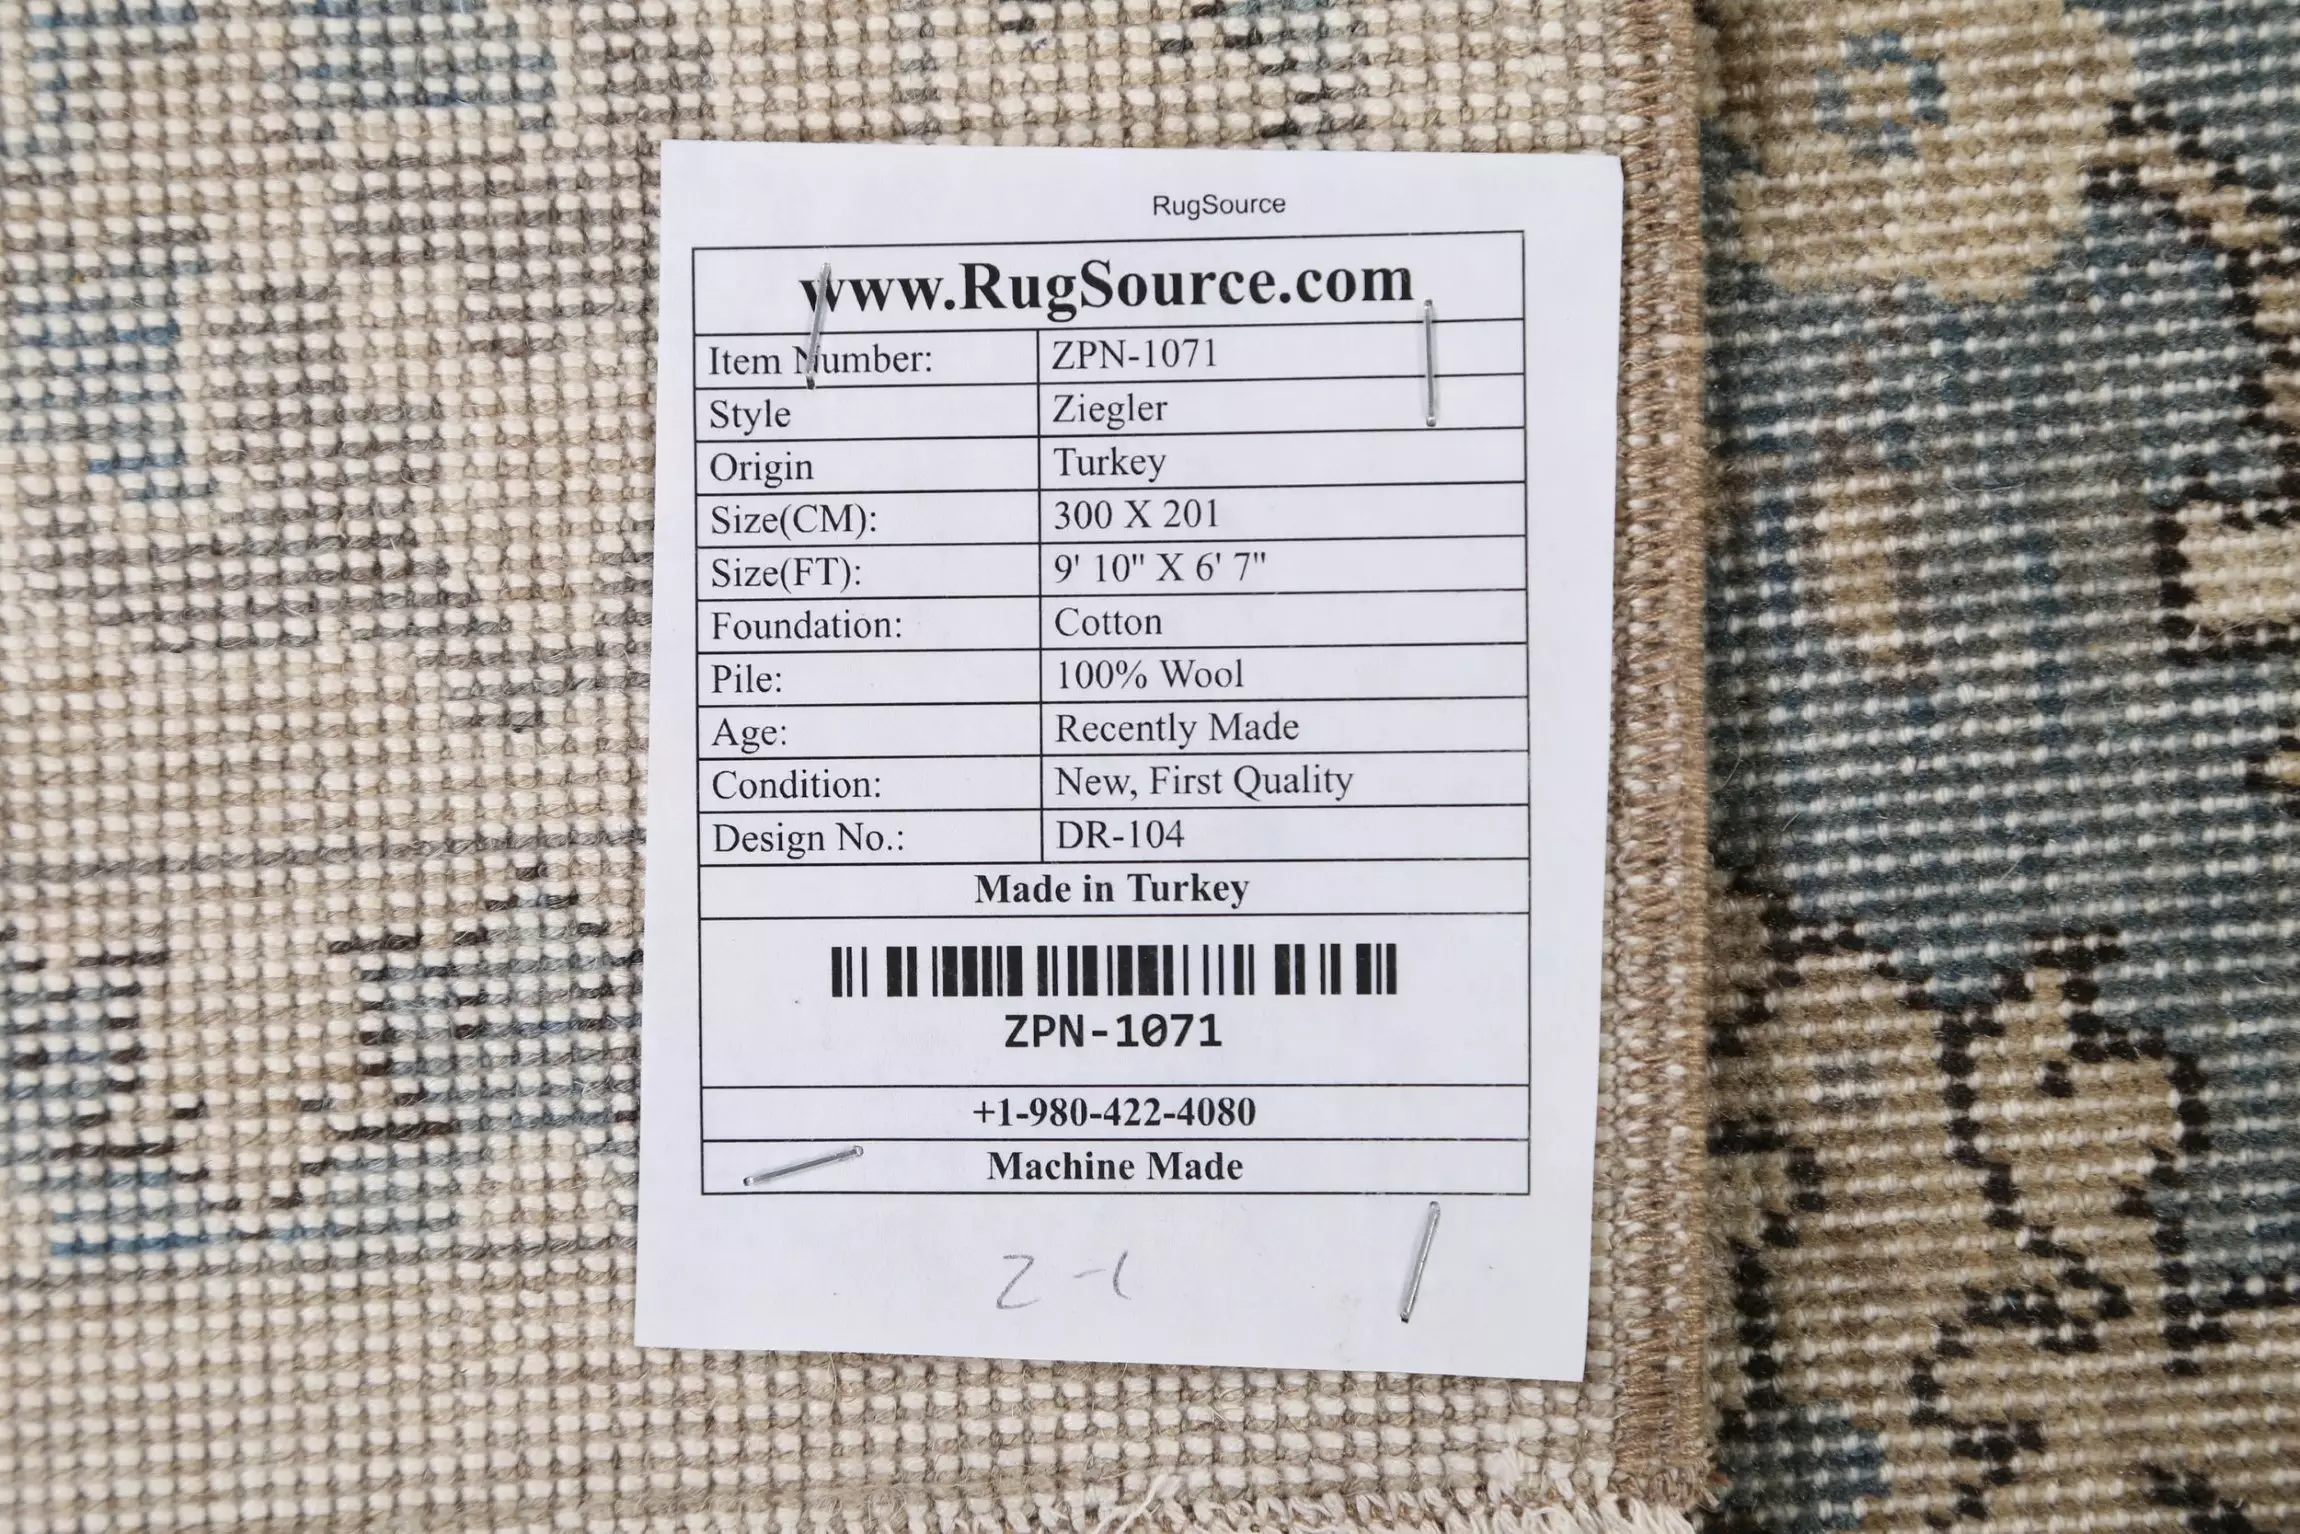 RugSource
www.RugSource.com
Item Number: ZPN-1071
Style Ziegler
Origin Turkey
Size(CM): 300 X 201
Size(FT): 9' 10" X 6' 7"
Foundation: Cotton
Pile: 100% Wool
Age: Recently Made
Condition: New, First Quality
Design No.: DR-104
Made in Turkey
ZPN-1071
+1-980-422-4080
Machine Made